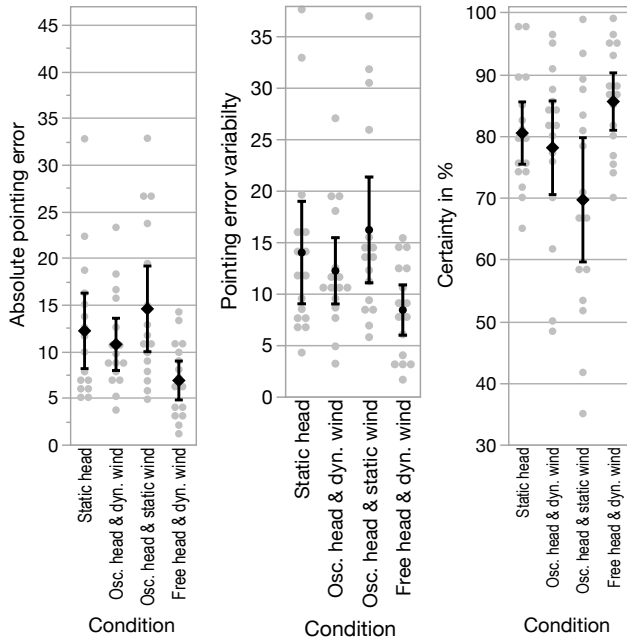 Absolute pointing error
45
40
35
30
25
20
15
10
5
0
Static head
Osc. head & dyn. wind
Osc. head & static wind
Free head & dyn. wind
Condition
Pointing error variabilty
35
30
25
20
15
10
5
0
Static head
Osc. head & dyn. wind
Osc. head & static wind
Free head & dyn. wind
Condition
Certainty in %
100
90
80
70
60
50
40
30
Static head
Osc. head & dyn. wind
Osc. head & static wind
Free head & dyn. wind
Condition